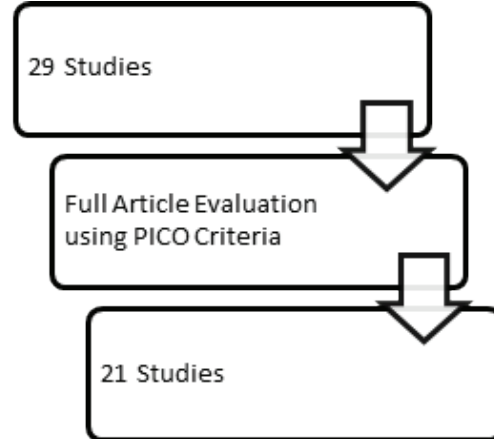 29 Studies
Full Article Evaluation
using PICO Criteria
21 Studies